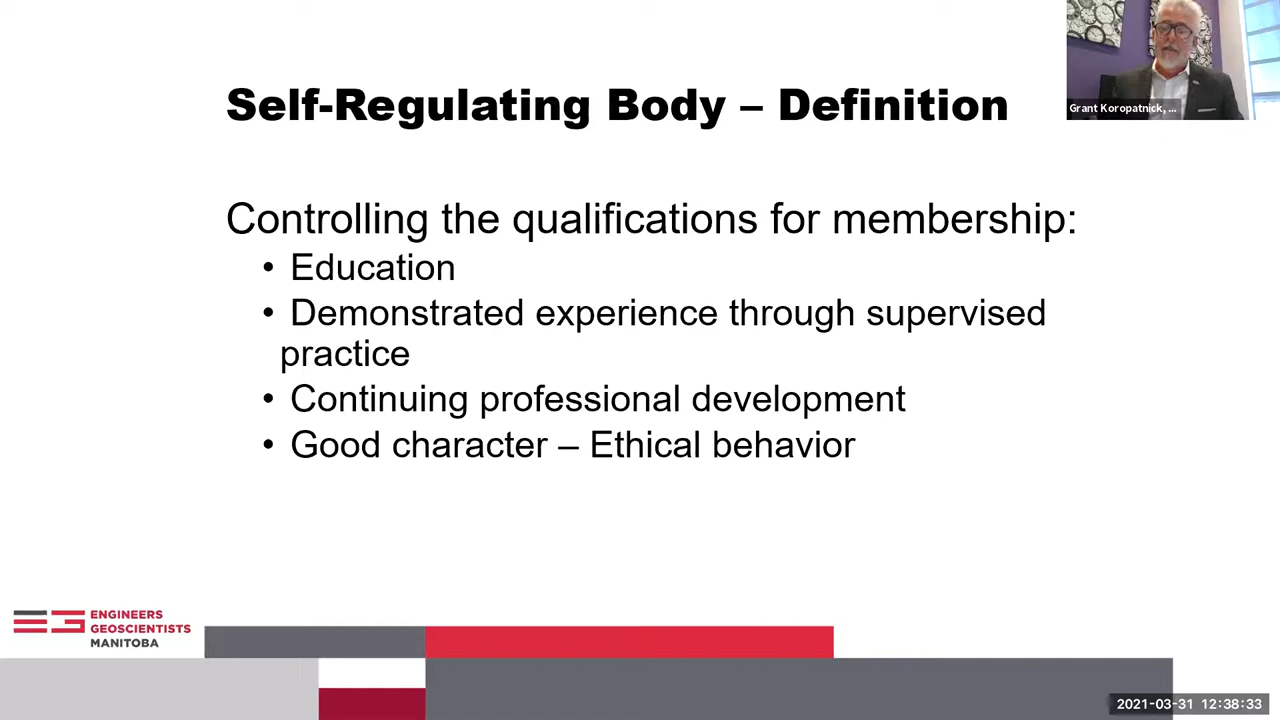 Self-Regulating Body – Definition
Grant Koropatnick, ...
Controlling the qualifications for membership:
• Education
• Demonstrated experience through supervised
practice
• Continuing professional development
• Good character – Ethical behavior
EG ENGINEERS
GEOSCIENTISTS
MANITOBA
2021-03-31 12:38:33